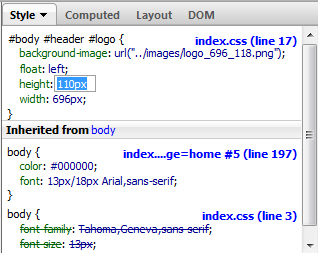 Style Computed Layout DOM
#body #header #logo { index.css (line 17)
background-image: url("../images/logo_696_118.png");
float: left;
height: 110px
width: 696px;
}
Inherited from body
body { index....ge=home #5 (line 197)
color: #000000;
font: 13px/18px Arial,sans-serif;
}
body { index.css (line 3)
font-family: Tahoma,Geneva,sans-serif;
font-size: 13px;